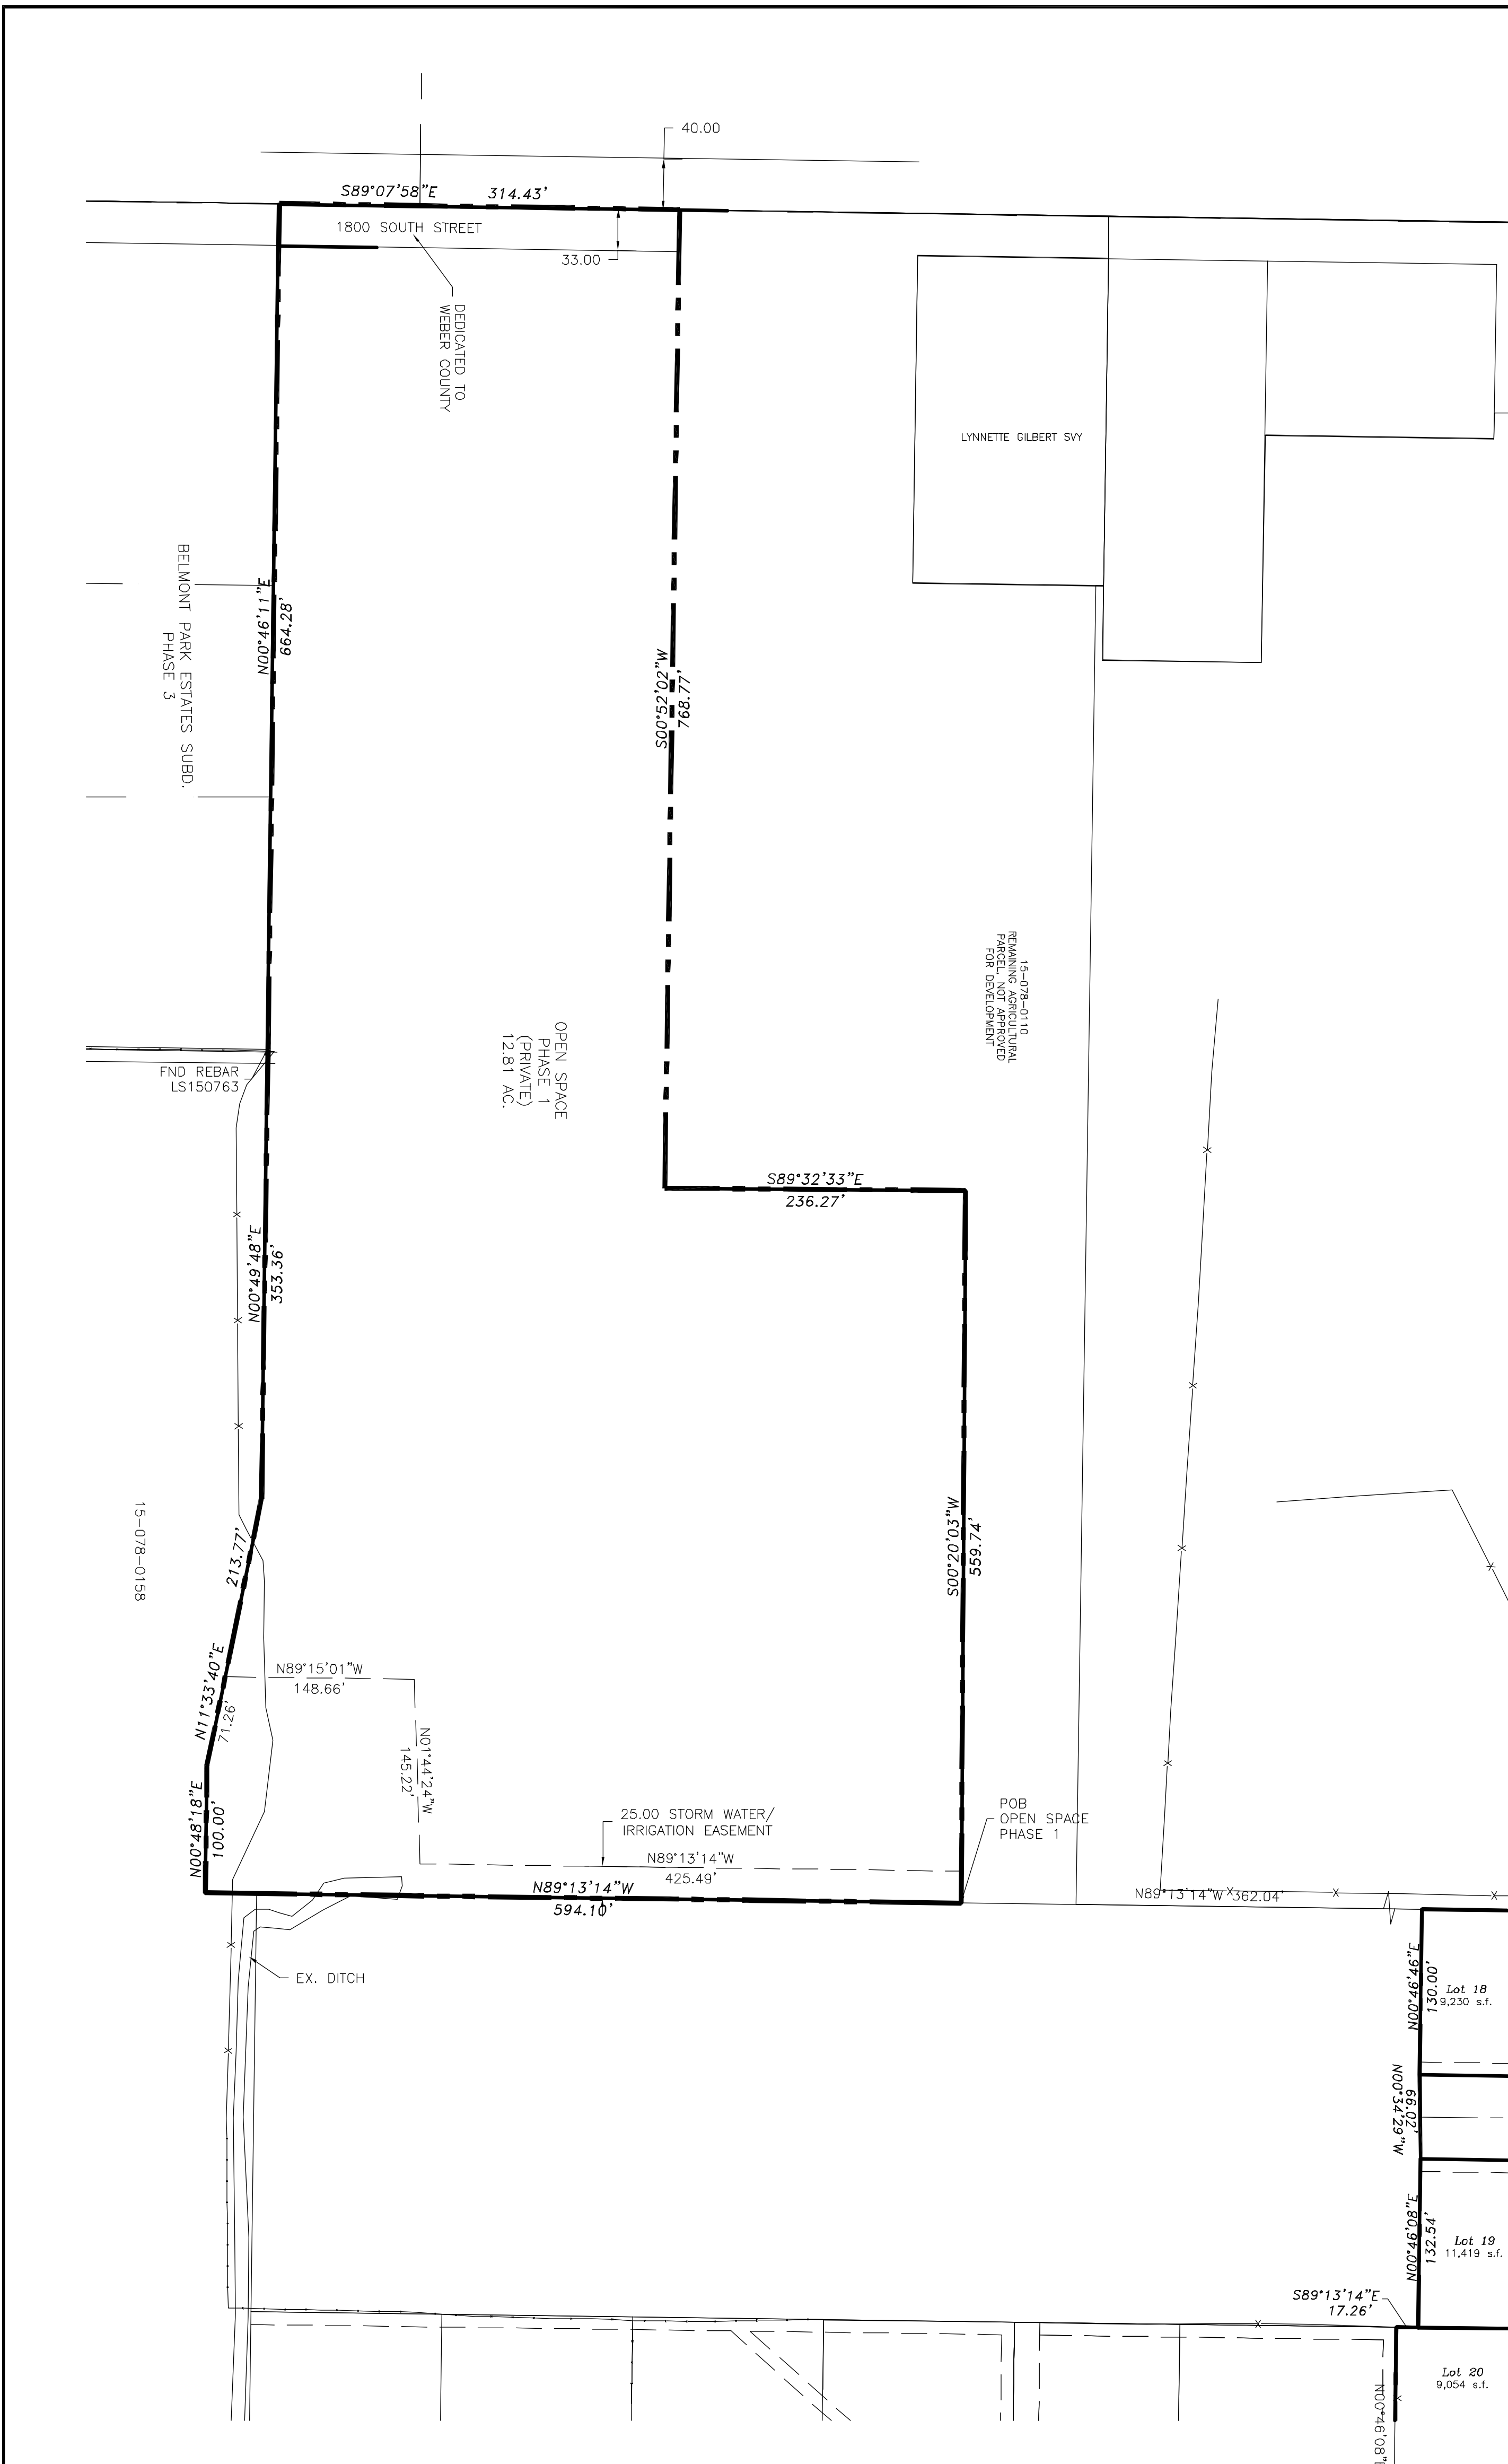 40.00
S89°07'58"E 314.43'
1800 SOUTH STREET
33.00
DEDICATED TO
WEBER COUNTY
LYNNETTE GILBERT SVY
BELMONT PARK ESTATES SUBD.
PHASE 3
N00°46'11"E
664.28'
S00°52'02"W
768.77'
15-078-0110
REMAINING AGRICULTURAL
PARCEL, NOT APPROVED
FOR DEVELOPMENT
OPEN SPACE
PHASE 1
(PRIVATE)
12.81 AC.
FND REBAR
LS150763
S89°32'33"E
236.27'
N00°49'48"E
353.36'
15-078-0158
213.77'
N11°33'40"E
71.26'
S00°20'03"W
559.74'
N89°15'01"W
148.66'
N01°44'24"W
145.22'
N00°48'18"E
100.00'
25.00 STORM WATER/
IRRIGATION EASEMENT
POB
OPEN SPACE
PHASE 1
N89°13'14"W
425.49'
N89°13'14"W
594.10'
N89°13'14"W 362.04'
EX. DITCH
N00°46'46"E
130.00'
Lot 18
9,230 s.f.
66.02'
N00°34'29"W
N00°46'08"E
132.54'
Lot 19
11,419 s.f.
S89°13'14"E
17.26'
Lot 20
9,054 s.f.
N00°46'08"